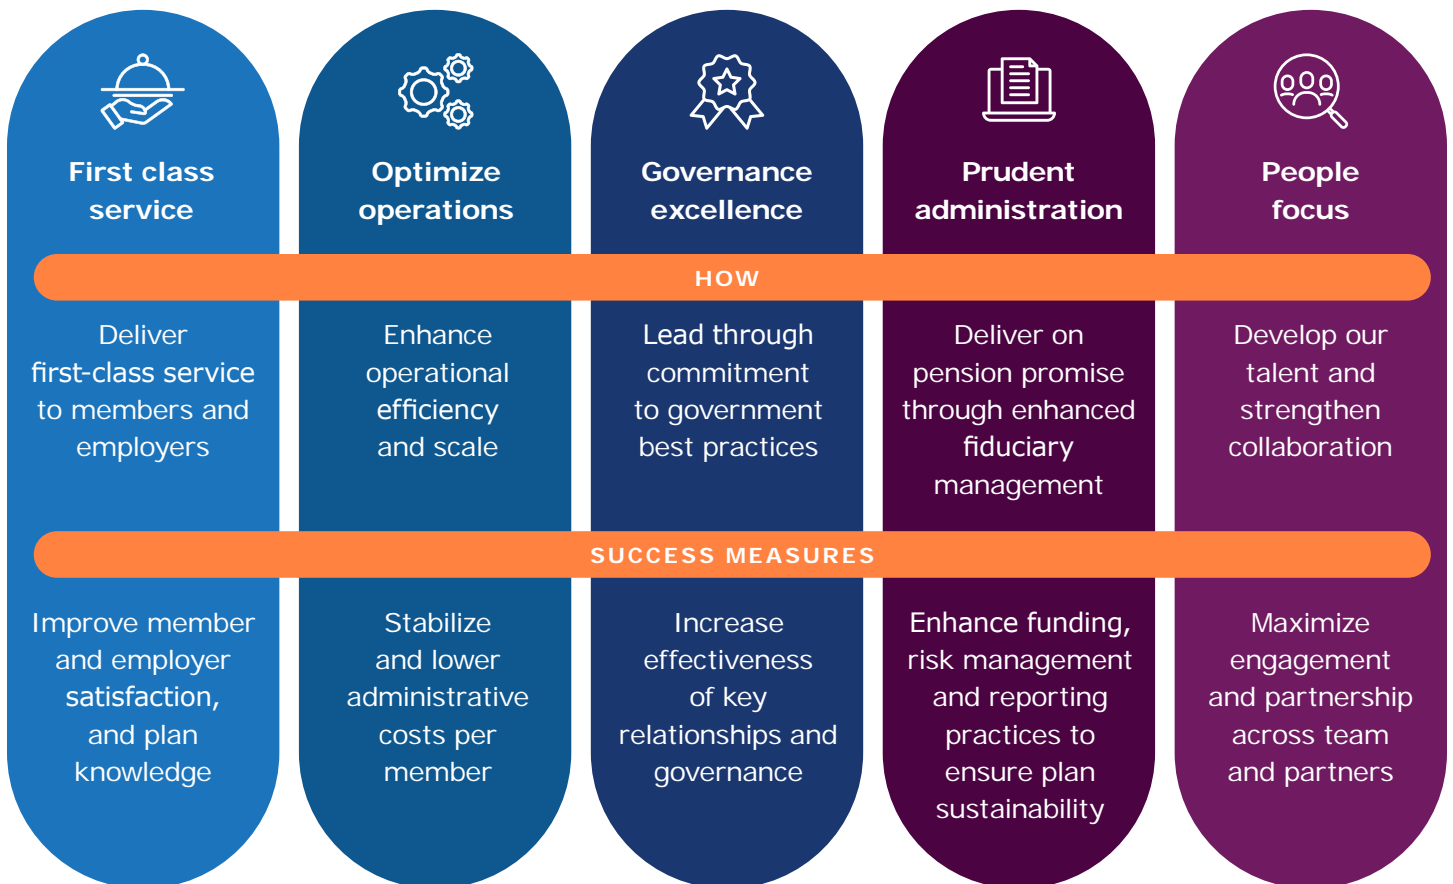 First class
service
Optimize
operations
Governance
excellence
Prudent
administration
People
focus
HOW
Deliver
first-class service
to members and
employers
Enhance
operational
efficiency
and scale
Lead through
commitment
to government
best practices
Deliver on
pension promise
through enhanced
fiduciary
management
Develop our
talent and
strengthen
collaboration
SUCCESS MEASURES
Improve member
and employer
satisfaction,
and plan
knowledge
Stabilize
and lower
administrative
costs per
member
Increase
effectiveness
of key
relationships and
governance
Enhance funding,
risk management
and reporting
practices to
ensure plan
sustainability
Maximize
engagement
and partnership
across team
and partners